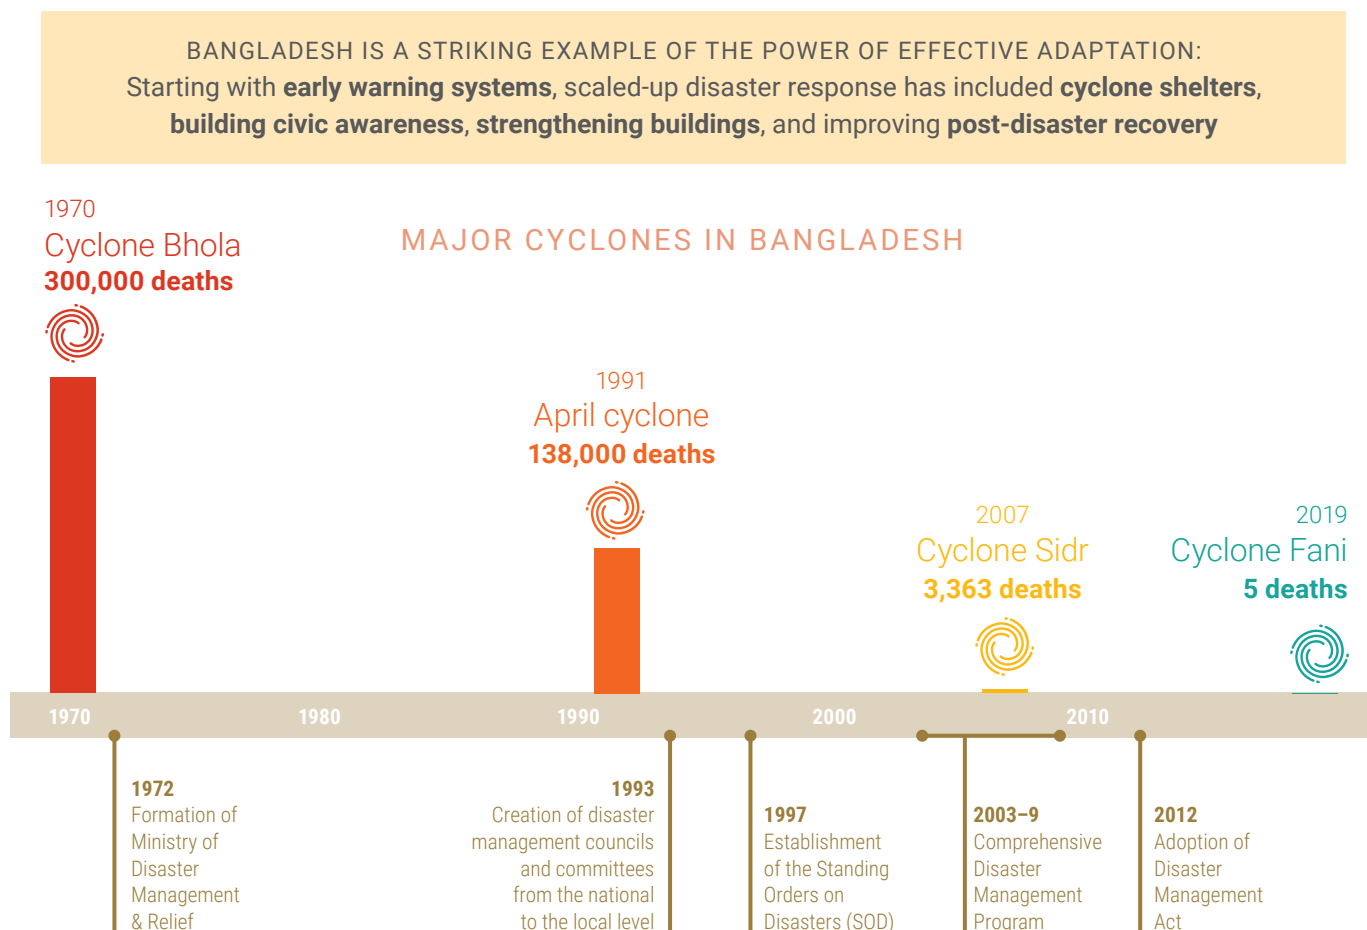 BANGLADESH IS A STRIKING EXAMPLE OF THE POWER OF EFFECTIVE ADAPTATION:
Starting with early warning systems, scaled-up disaster response has included cyclone shelters,
building civic awareness, strengthening buildings, and improving post-disaster recovery
MAJOR CYCLONES IN BANGLADESH
1970
Cyclone Bhola
300,000 deaths
1991
April cyclone
138,000 deaths
2007
Cyclone Sidr
3,363 deaths
2019
Cyclone Fani
5 deaths
1970
1980
1990
2000
2010
1972
Formation of
Ministry of
Disaster
Management
& Relief
1993
Creation of disaster
management councils
and committees
from the national
to the local level
1997
Establishment
of the Standing
Orders on
Disasters (SOD)
2003–9
Comprehensive
Disaster
Management
Program
2012
Adoption of
Disaster
Management
Act